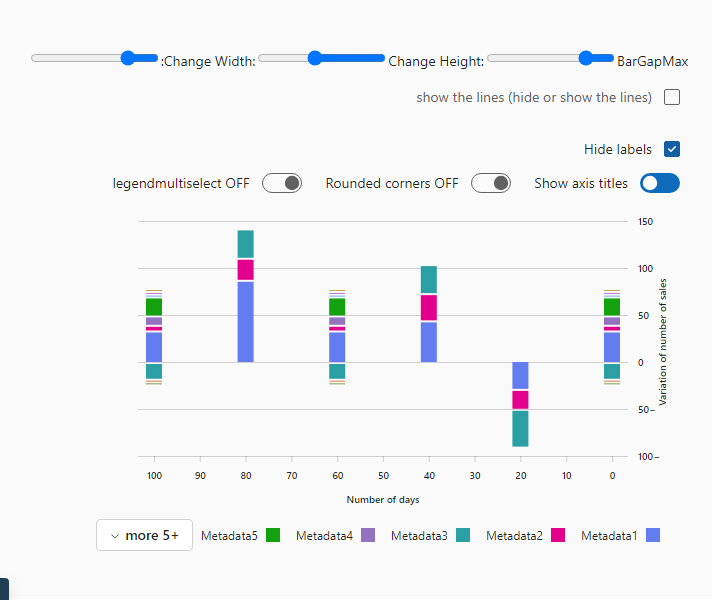 :Change Width: Change Height: BarGapMax
show the lines (hide or show the lines)
Hide labels
legendmultiselect OFF Rounded corners OFF Show axis titles
150
100
50
0
50–
100–
Variation of number of sales
100 90 80 70 60 50 40 30 20 10 0
Number of days
more 5+ Metadata5 Metadata4 Metadata3 Metadata2 Metadata1